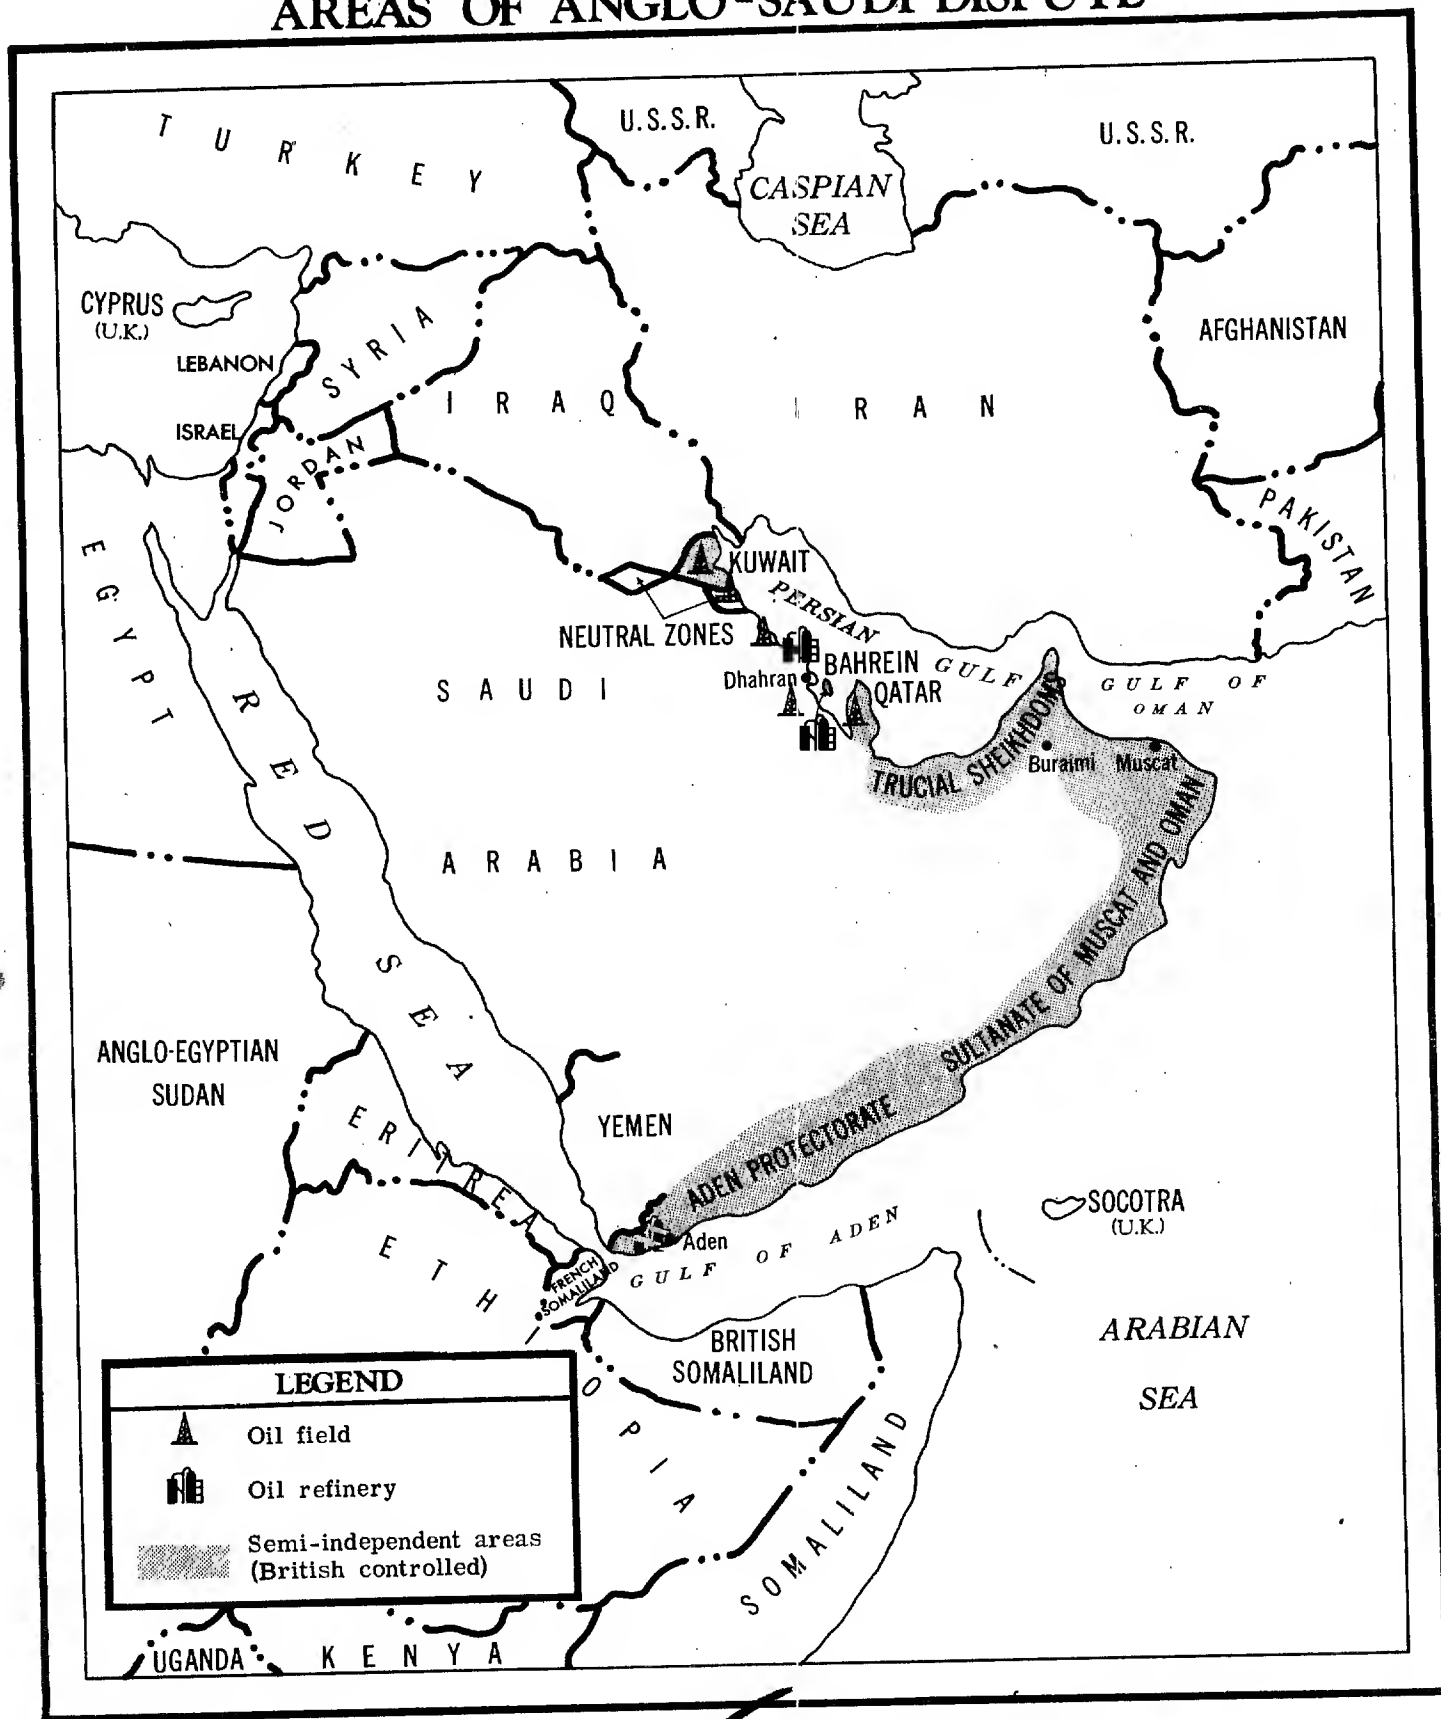 AREAS OF ANGLO-SAUDI DISPUTE
TURKEY
U.S.S.R.
U.S.S.R.
CASPIAN
SEA
CYPRUS
(U.K.)
LEBANON
SYRIA
AFGHANISTAN
ISRAEL
IRAQ
IRAN
JORDAN
PAKISTAN
EGYPT
KUWAIT
PERSIAN
GULF
NEUTRAL ZONES
BAHREIN
Dhahran
QATAR
GULF OF
OMAN
SAUDI
ARABIA
RED
SEA
TRUCIAL SHEIKHDOMS
Buraimi
Muscat
SULTANATE OF MUSCAT AND OMAN
ANGLO-EGYPTIAN
SUDAN
ERITREA
YEMEN
ADEN PROTECTORATE
Aden
GULF OF ADEN
SOCOTRA
(U.K.)
ETHIOPIA
FRENCH
SOMALILAND
BRITISH
SOMALILAND
ARABIAN
SEA
SOMALILAND
LEGEND
Oil field
Oil refinery
Semi-independent areas
(British controlled)
UGANDA
KENYA